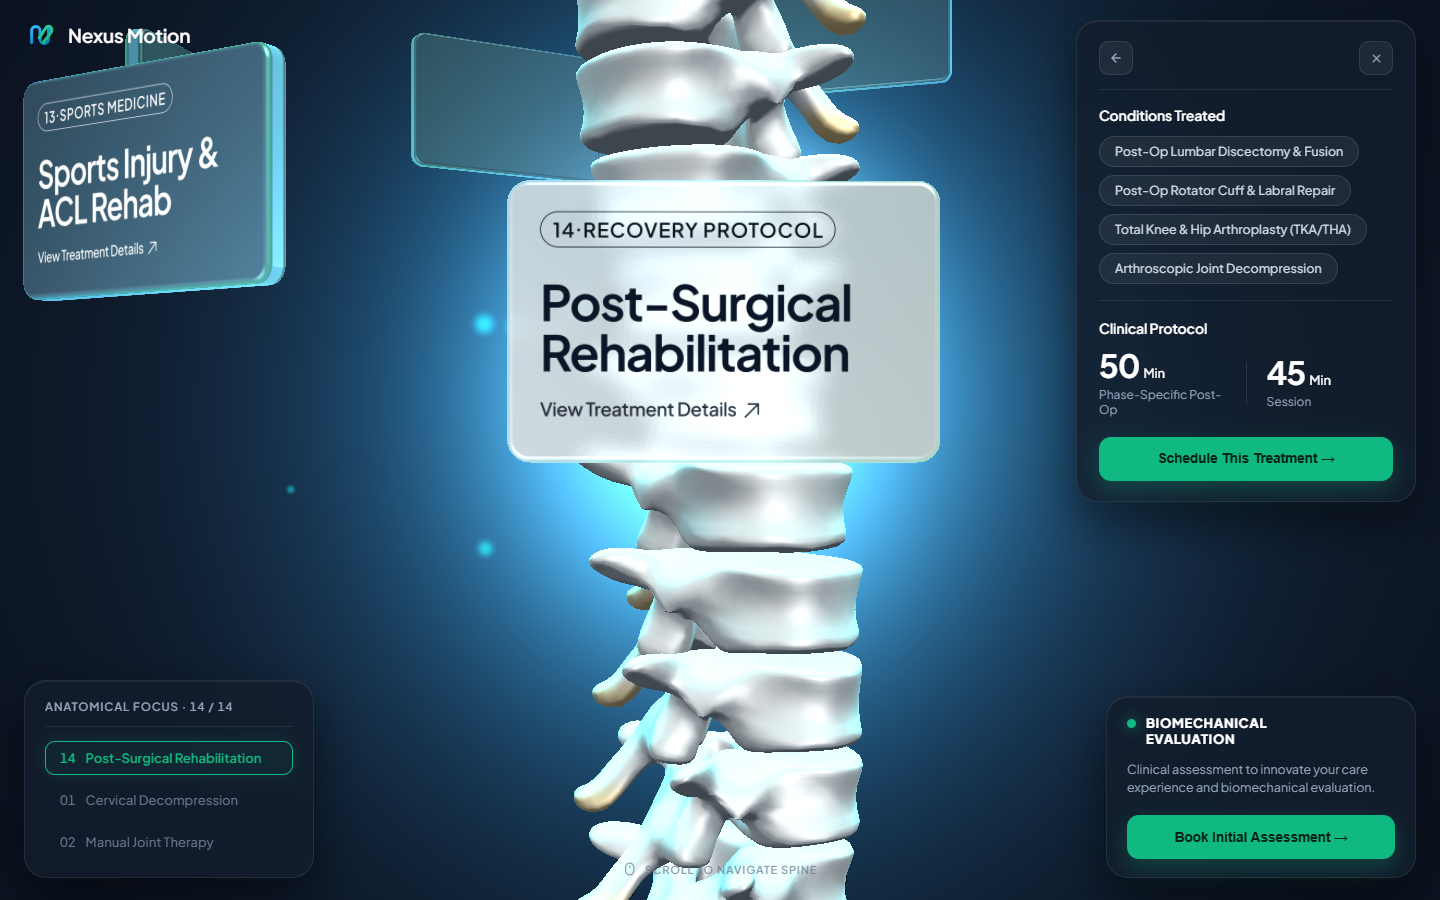 Nexus Motion
13·SPORTS MEDICINE
Sports Injury &
ACL Rehab
View Treatment Details ↗
14·RECOVERY PROTOCOL
Post-Surgical
Rehabilitation
View Treatment Details ↗
Conditions Treated
Post-Op Lumbar Discectomy & Fusion
Post-Op Rotator Cuff & Labral Repair
Total Knee & Hip Arthroplasty (TKA/THA)
Arthroscopic Joint Decompression
Clinical Protocol
50 Min
Phase-Specific Post-
Op
45 Min
Session
Schedule This Treatment →
ANATOMICAL FOCUS · 14 / 14
14 Post-Surgical Rehabilitation
01 Cervical Decompression
02 Manual Joint Therapy
SCROLL TO NAVIGATE SPINE
BIOMECHANICAL
EVALUATION
Clinical assessment to innovate your care
experience and biomechanical evaluation.
Book Initial Assessment →